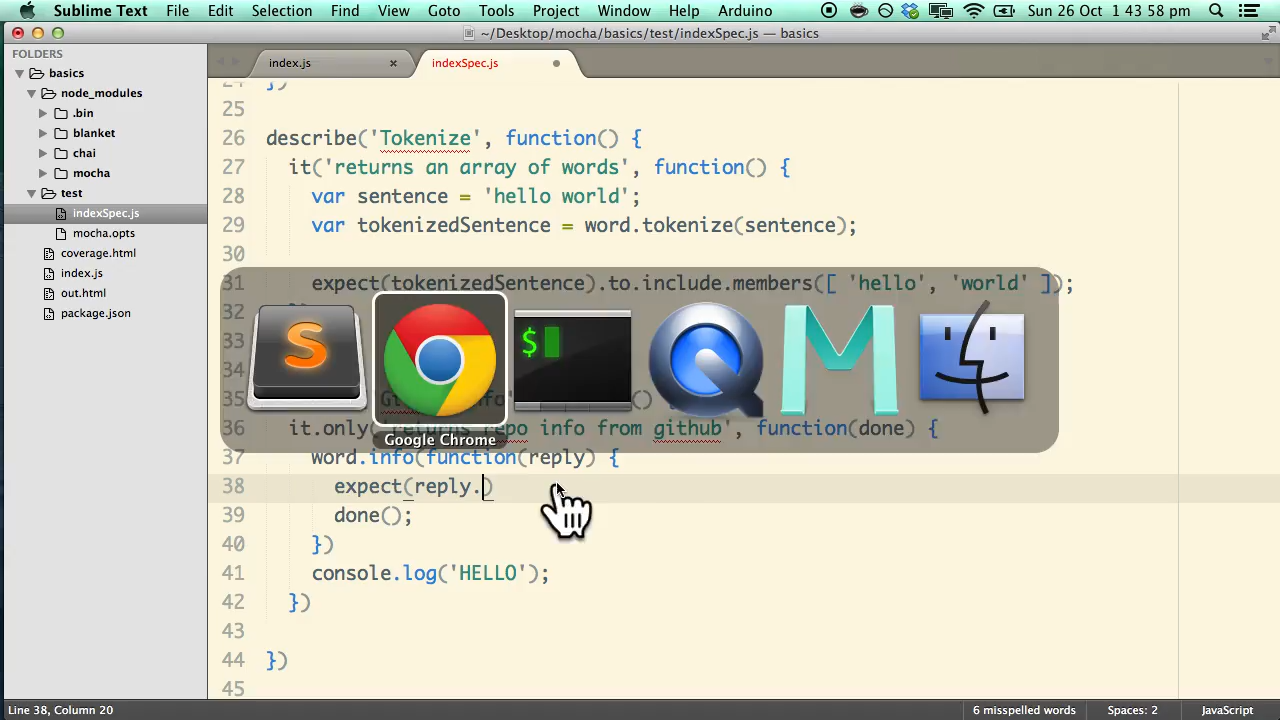 Sublime Text File Edit Selection Find View Goto Tools Project Window Help Arduino Sun 26 Oct 1 43 58 pm
~/Desktop/mocha/basics/test/indexSpec.js — basics
FOLDERS
basics
node_modules
.bin
blanket
chai
mocha
test
indexSpec.js
mocha.opts
coverage.html
index.js
out.html
package.json
index.js indexSpec.js
24 })
25
26 describe('Tokenize', function() {
27 it('returns an array of words', function() {
28 var sentence = 'hello world';
29 var tokenizedSentence = word.tokenize(sentence);
30
31 expect(tokenizedSentence).to.include.members([ 'hello', 'world' ]);
32
33
34
35
36 it.only( returns repo info from github', function(done) {
37 word.info(function(reply) {
38 expect(reply.)
39 done();
40 })
41 console.log('HELLO');
42 })
43
44 })
45
S
$
Q
M
Google Chrome
Line 38, Column 20 6 misspelled words Spaces: 2 JavaScript